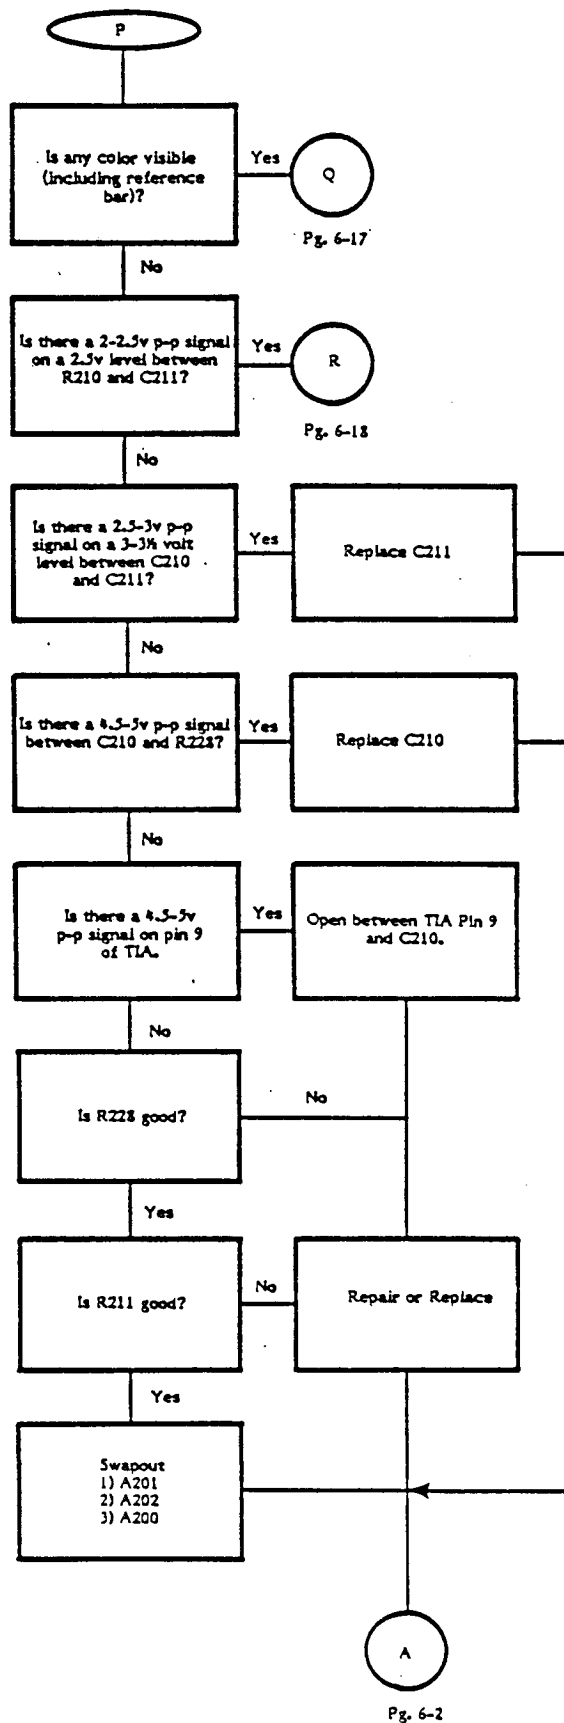 P
Is any color visible
(including reference
bar)?
Yes
Q
Pg. 6-17
No
Is there a 2-2.5v p-p signal
on a 2.5v level between
R210 and C211?
Yes
R
Pg. 6-18
No
Is there a 2.5-3v p-p
signal on a 3-3½ volt
level between C210
and C211?
Yes
Replace C211
No
Is there a 4.5-5v p-p signal
between C210 and R228?
Yes
Replace C210
No
Is there a 4.5-5v
p-p signal on pin 9
of TIA.
Yes
Open between TIA Pin 9
and C210.
No
Is R228 good?
No
Yes
Is R211 good?
No
Repair or Replace
Yes
Swapout
1) A201
2) A202
3) A200
A
Pg. 6-2